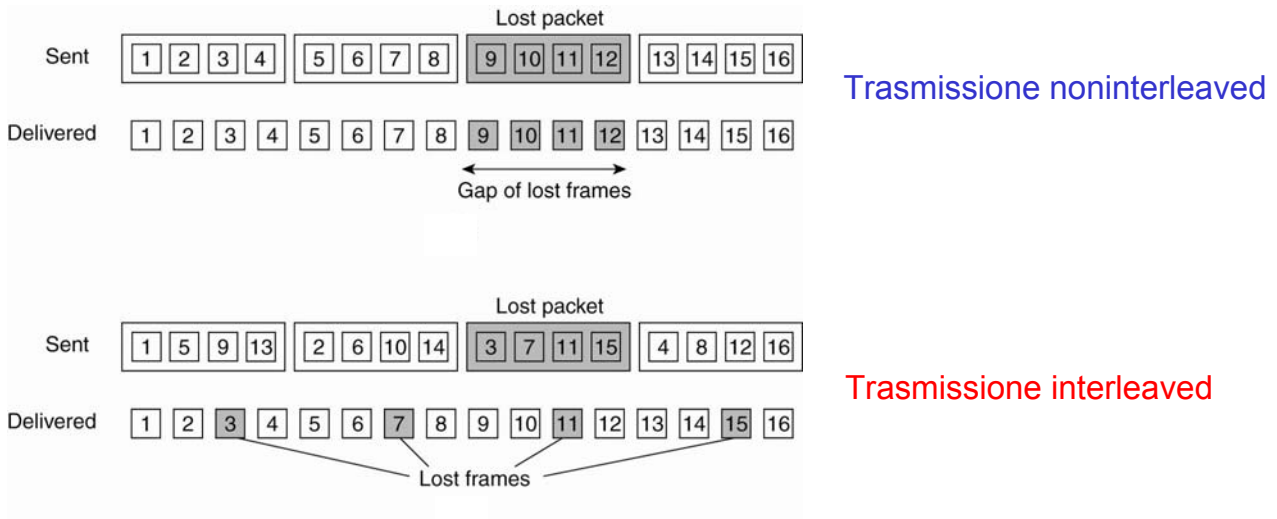 Lost packet
Sent 1 2 3 4 5 6 7 8 9 10 11 12 13 14 15 16
Trasmissione noninterleaved
Delivered 1 2 3 4 5 6 7 8 9 10 11 12 13 14 15 16
Gap of lost frames
Lost packet
Sent 1 5 9 13 2 6 10 14 3 7 11 15 4 8 12 16
Trasmissione interleaved
Delivered 1 2 3 4 5 6 7 8 9 10 11 12 13 14 15 16
Lost frames